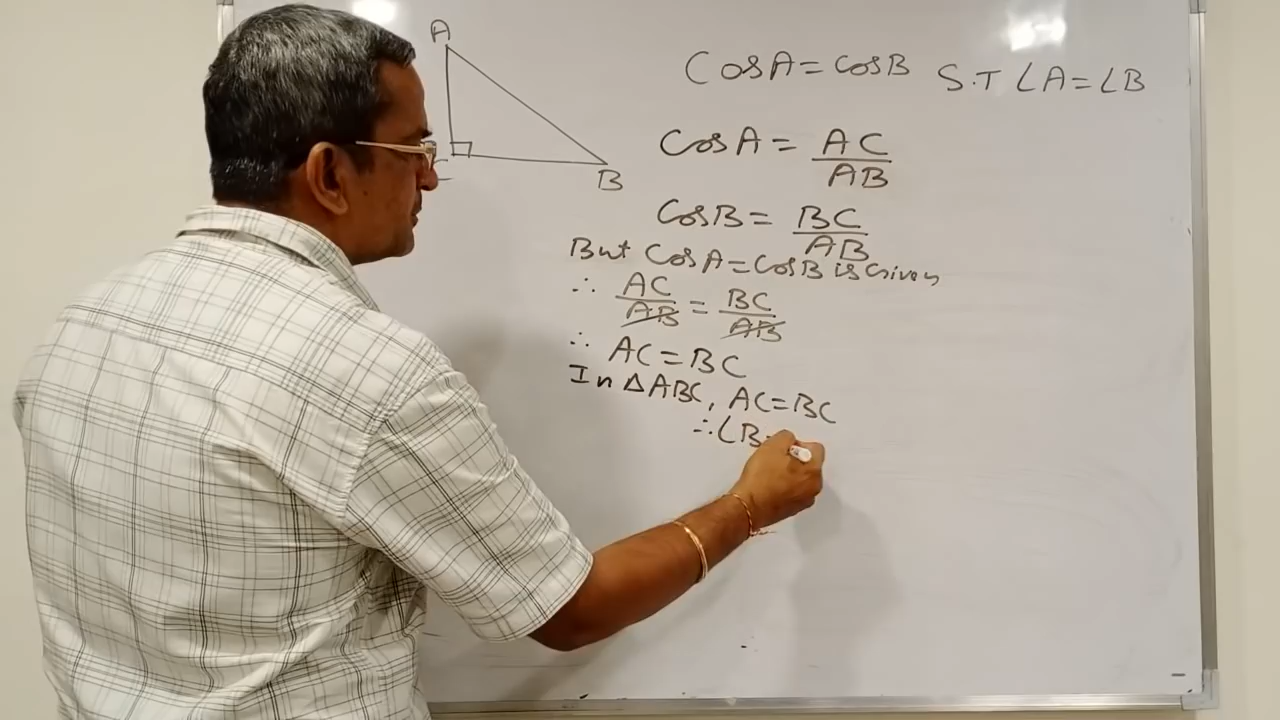 A
B
CosA = cosB S.T ∠A = ∠B
CosA = AC/AB
CosB = BC/AB
But CosA = cosB is Given
∴ AC/AB = BC/AB
∴ AC = BC
In △ABC, AC = BC
∴ ∠B =